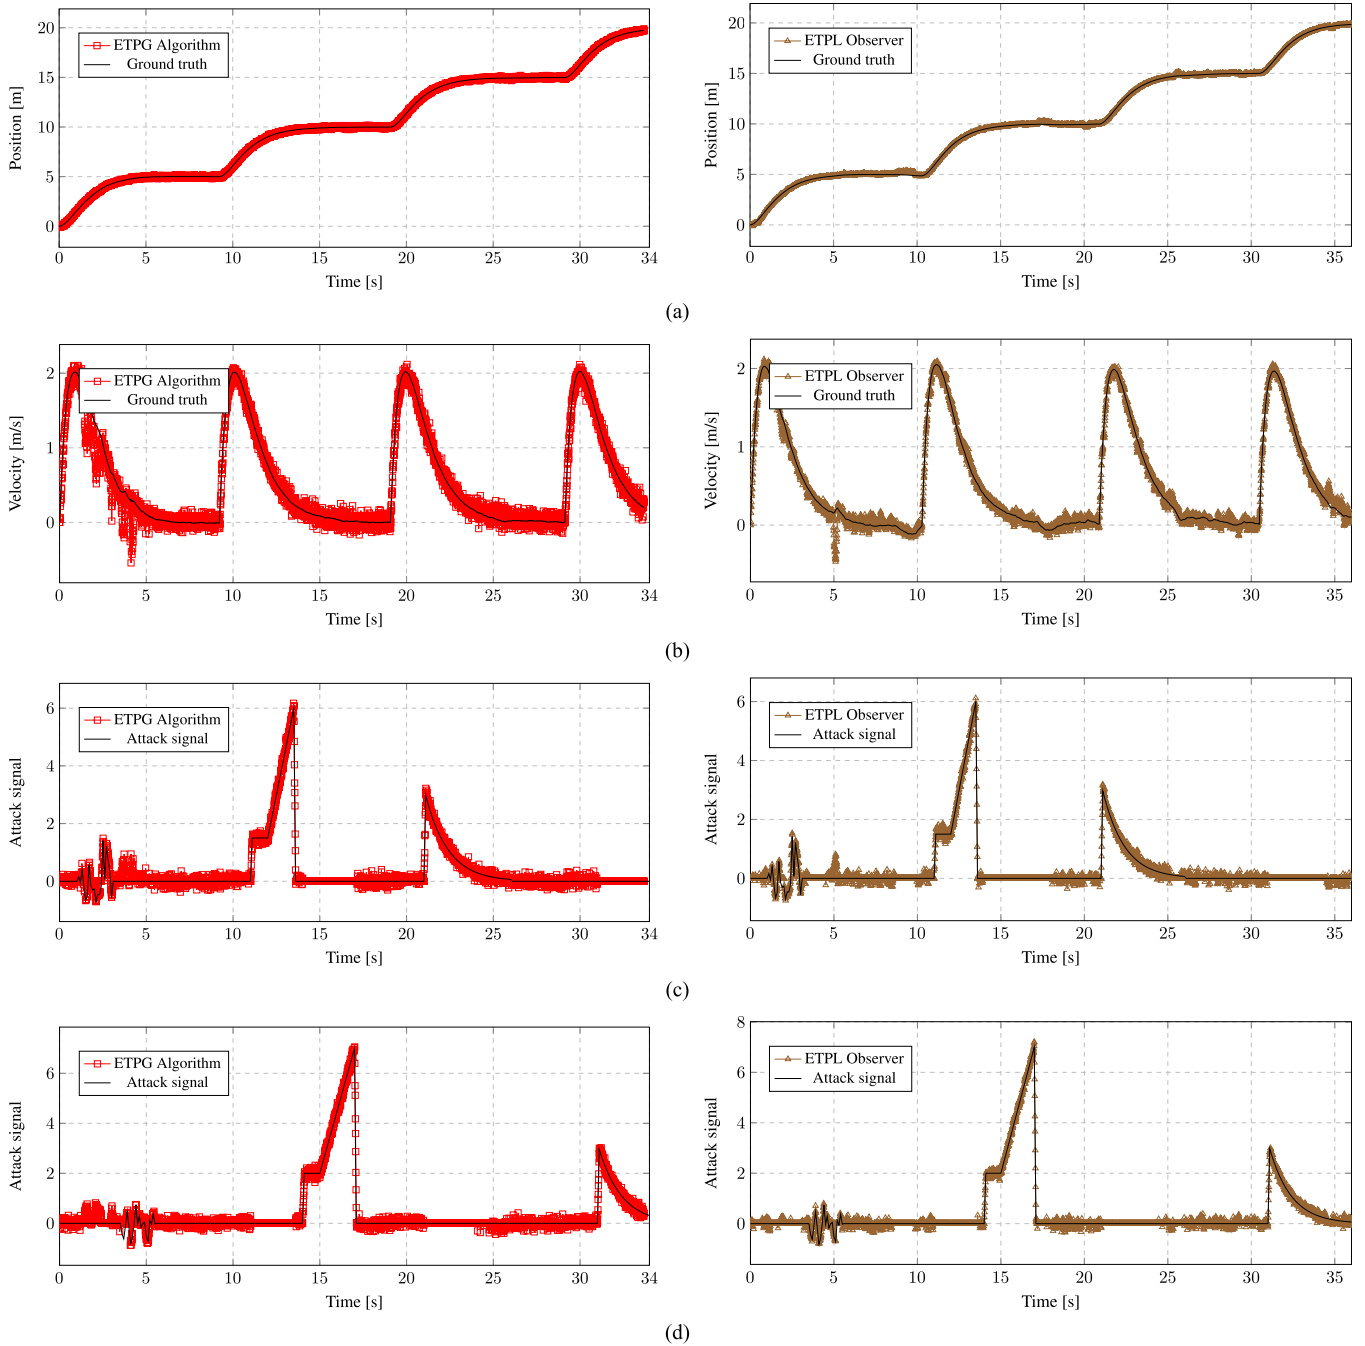 ETPG Algorithm
Ground truth
Position [m]
20
15
10
5
0
0 5 10 15 20 25 30 34
Time [s]
ETPL Observer
Ground truth
Position [m]
20
15
10
5
0
0 5 10 15 20 25 30 35
Time [s]
(a)
ETPG Algorithm
Ground truth
Velocity [m/s]
2
1
0
0 5 10 15 20 25 30 34
Time [s]
ETPL Observer
Ground truth
Velocity [m/s]
2
1
0
0 5 10 15 20 25 30 35
Time [s]
(b)
ETPG Algorithm
Attack signal
Attack signal
6
4
2
0
0 5 10 15 20 25 30 34
Time [s]
ETPL Observer
Attack signal
Attack signal
6
4
2
0
0 5 10 15 20 25 30 35
Time [s]
(c)
ETPG Algorithm
Attack signal
Attack signal
6
4
2
0
0 5 10 15 20 25 30 34
Time [s]
ETPL Observer
Attack signal
Attack signal
8
6
4
2
0
0 5 10 15 20 25 30 35
Time [s]
(d)